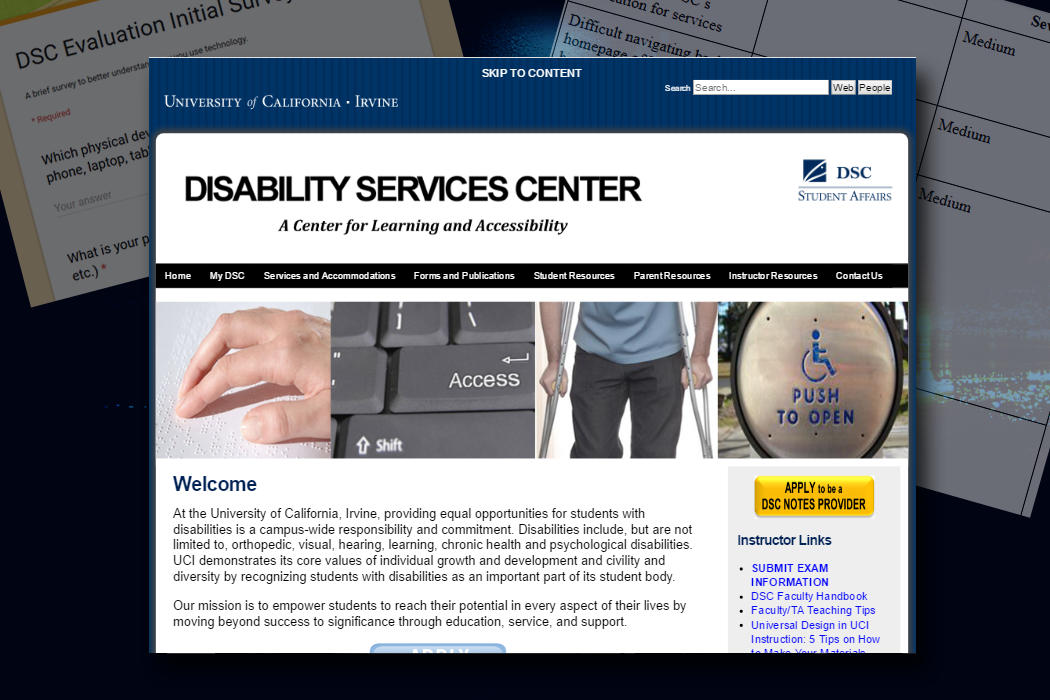 DSC Evaluation Initial Surve
A brief survey to better understan
you use technology.
* Required
Which physical dev
phone, laptop, tab
Your answer
What is your p
etc.) *
for services
Difficult navigating
homepage
Medium
Medium
Medium
SKIP TO CONTENT
UNIVERSITY of CALIFORNIA • IRVINE
Search Search... Web People
DISABILITY SERVICES CENTER
A Center for Learning and Accessibility
DSC
STUDENT AFFAIRS
Home My DSC Services and Accommodations Forms and Publications Student Resources Parent Resources Instructor Resources Contact Us
] \
" Access
Shift
PUSH
TO OPEN
Welcome
At the University of California, Irvine, providing equal opportunities for students with
disabilities is a campus-wide responsibility and commitment. Disabilities include, but are not
limited to, orthopedic, visual, hearing, learning, chronic health and psychological disabilities.
UCI demonstrates its core values of individual growth and development and civility and
diversity by recognizing students with disabilities as an important part of its student body.
Our mission is to empower students to reach their potential in every aspect of their lives by
moving beyond success to significance through education, service, and support.
APPLY
APPLY to be a
DSC NOTES PROVIDER
Instructor Links
• SUBMIT EXAM
INFORMATION
• DSC Faculty Handbook
• Faculty/TA Teaching Tips
• Universal Design in UCI
Instruction: 5 Tips on How
to Make Your Materials